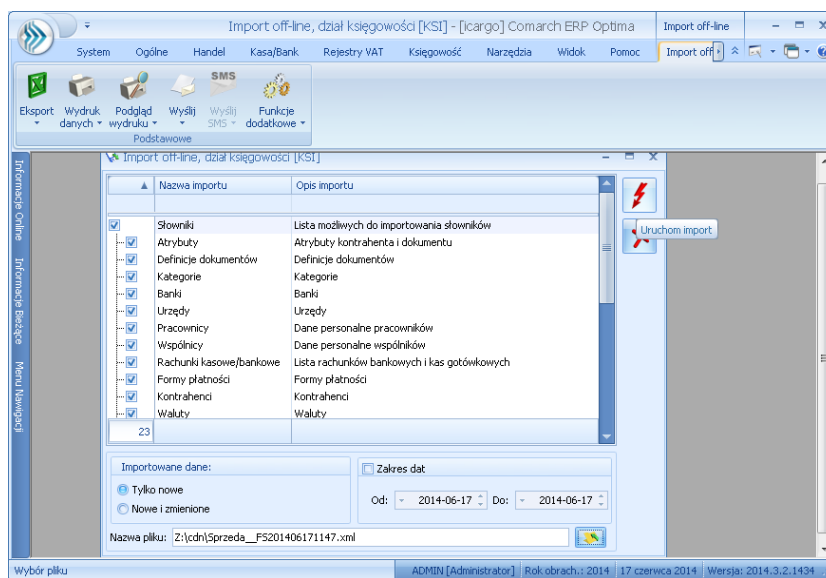 Import off-line, dział księgowości [KSI] - [icargo] Comarch ERP Optima
Import off-line
System Ogólne Handel Kasa/Bank Rejestry VAT Księgowość Narzędzia Widok Pomoc Import off
SMS
Eksport Wydruk danych Podgląd wydruku Wyślij Wyślij SMS Funkcje dodatkowe
Podstawowe
Informacje Online
Informacje Bieżące
Menu Nawigacji
Import off-line, dział księgowości [KSI]
Nazwa importu Opis importu
Uruchom import
Słowniki Lista możliwych do importowania słowników
Atrybuty Atrybuty kontrahenta i dokumentu
Definicje dokumentów Definicje dokumentów
Kategorie Kategorie
Banki Banki
Urzędy Urzędy
Pracownicy Dane personalne pracowników
Wspólnicy Dane personalne wspólników
Rachunki kasowe/bankowe Lista rachunków bankowych i kas gotówkowych
Formy płatności Formy płatności
Kontrahenci Kontrahenci
Waluty Waluty
23
Importowane dane: Zakres dat
Tylko nowe
Nowe i zmienione
Od: 2014-06-17 Do: 2014-06-17
Nazwa pliku: Z:\cdn\Sprzeda__FS201406171147.xml
Wybór pliku ADMIN [Administrator] Rok obrach.: 2014 17 czerwca 2014 Wersja: 2014.3.2.1434